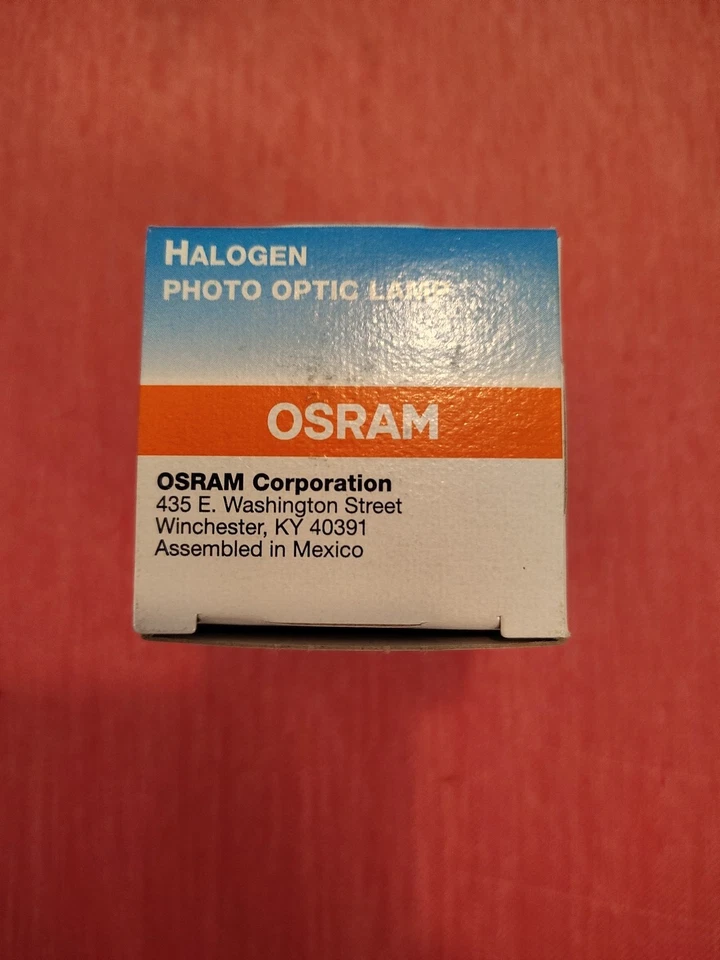 HALOGEN
PHOTO OPTIC LAMP
OSRAM
OSRAM Corporation
435 E. Washington Street
Winchester, KY 40391
Assembled in Mexico